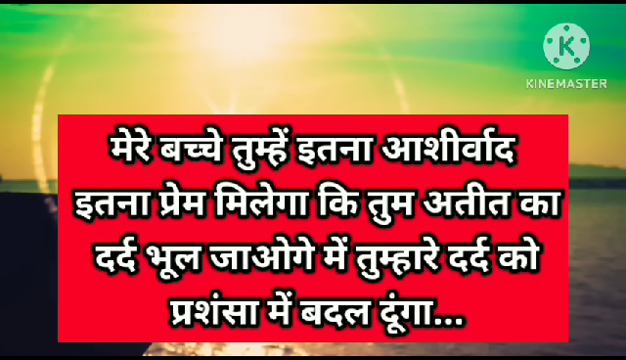 KINEMASTER
मेरे बच्चे तुम्हें इतना आशीर्वाद
इतना प्रेम मिलेगा कि तुम अतीत का
दर्द भूल जाओगे में तुम्हारे दर्द को
प्रशंसा में बदल दूंगा...